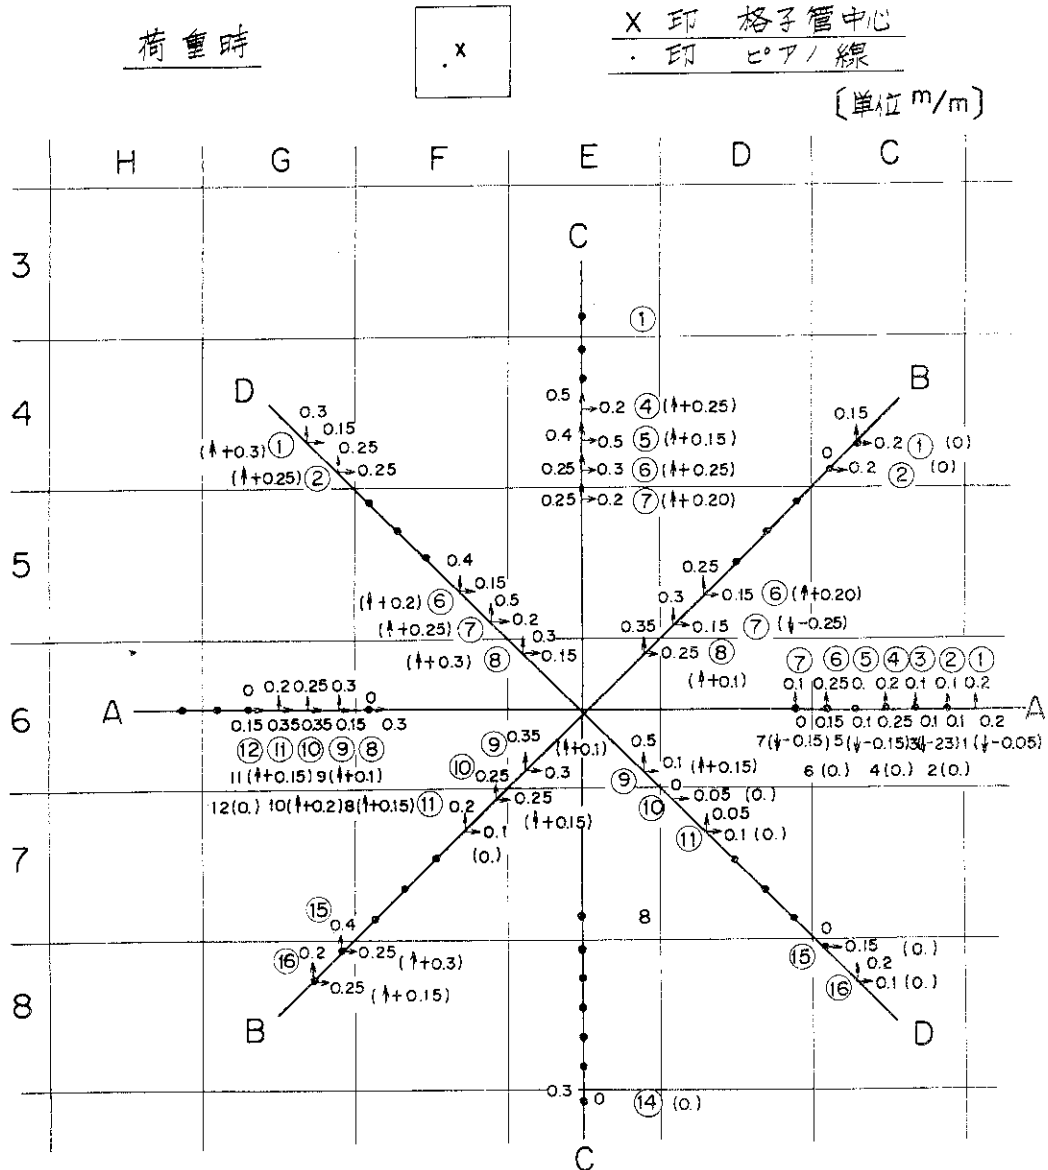 荷重時
× 印 格子管中心
・ 印 ピアノ線
〔単位 m/m〕
H G F E D C
3
C
①
4
D
B
0.3
0.15
(↑+0.3) ①
0.25
0.25
(↑+0.25) ②
0.5
0.2 ④ (↑+0.25)
0.4
0.5 ⑤ (↑+0.15)
0.25
0.3 ⑥ (↑+0.25)
0.25
0.2 ⑦ (↑+0.20)
0.15
0.2 ① (0)
0
0.2 ② (0)
5
0.4
0.15
(↑+0.2) ⑥
0.5
0.2
(↑+0.25) ⑦
0.3
0.15
(↑+0.3) ⑧
0.25
0.15 ⑥ (↑+0.20)
0.3
0.15 ⑦ (↓-0.25)
0.35
0.25 ⑧
(↑+0.1)
6
A
0 0.2 0.25 0.3 0
0.15 0.35 0.35 0.15 0.3
⑫ ⑪ ⑩ ⑨ ⑧
11(↑+0.15) 9(↑+0.1)
12(0.) 10(↑+0.2) 8(↑+0.15)
⑦ ⑥ ⑤ ④ ③ ② ①
0.1 0.25 0. 0.2 0.1 0.1 0.2
0 0.15 0.1 0.25 0.1 0.1 0.2
A
7(↓-0.15) 5(↓-0.15) 3(↓-23) 1(↓-0.05)
6(0.) 4(0.) 2(0.)
⑨ 0.35
0.3 (↑+0.1)
⑩ 0.25
0.25
(↑+0.15)
⑪ 0.2
0.1
(0.)
0.5
0.1 (↑+0.15)
⑨
0
0.05 (0.)
⑩
0.05
0.1 (0.)
⑪
7
8
⑮
0.4
0.25 (↑+0.3)
⑯ 0.2
0.25 (↑+0.15)
0
⑮ 0.15 (0.)
0.2
⑯ 0.1 (0.)
8
B
D
0.3
0 ⑭ (0.)
C